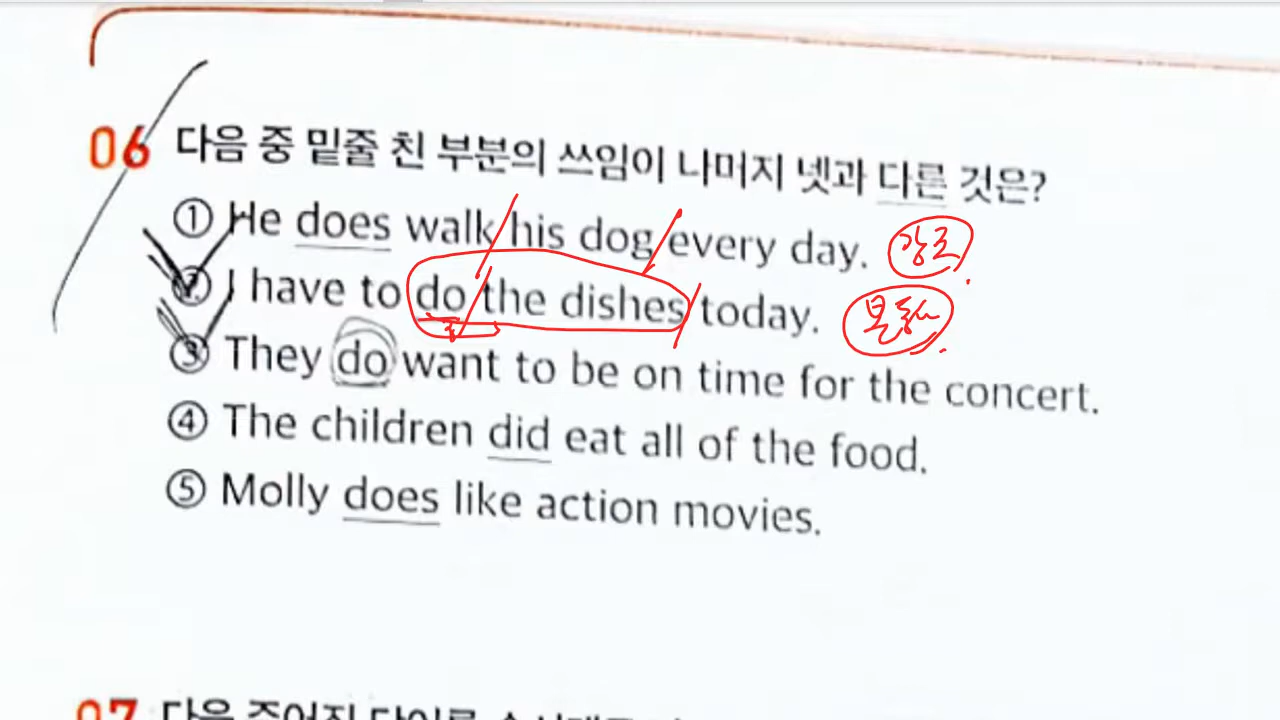 06 다음 중 밑줄 친 부분의 쓰임이 나머지 넷과 다른 것은?
① He does walk his dog every day. 강조
② I have to do the dishes today. 본동사
③ They do want to be on time for the concert.
④ The children did eat all of the food.
⑤ Molly does like action movies.
07